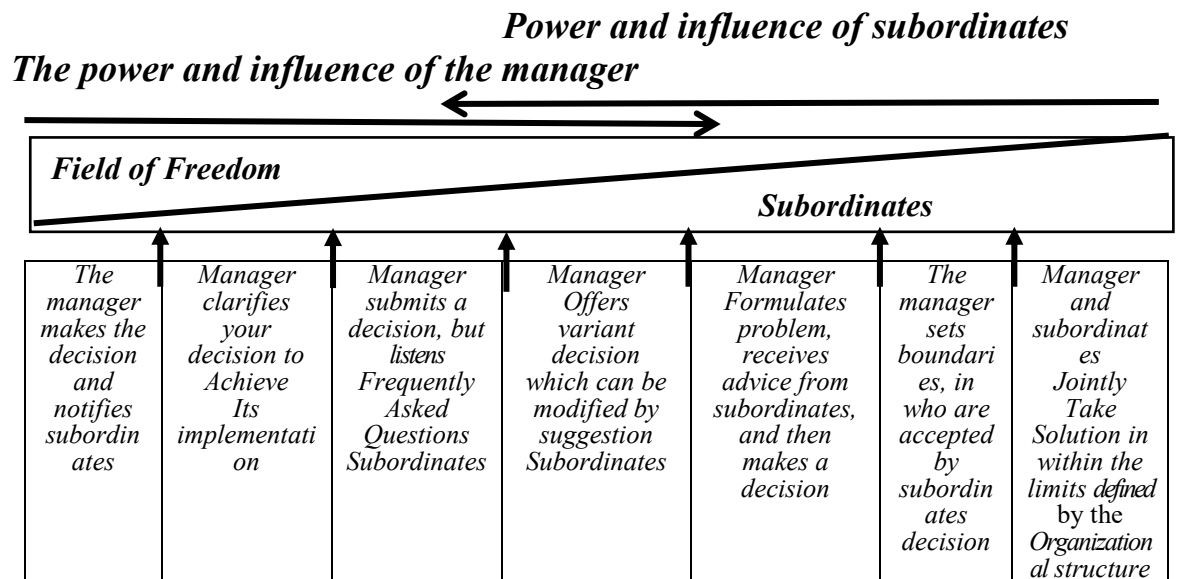 Power and influence of subordinates
The power and influence of the manager
Field of Freedom
Subordinates
The
manager
makes the
decision
and
notifies
subordin
ates
Manager
clarifies
your
decision to
Achieve
Its
implementati
on
Manager
submits a
decision, but
listens
Frequently
Asked
Questions
Subordinates
Manager
Offers
variant
decision
which can be
modified by
suggestion
Subordinates
Manager
Formulates
problem,
receives
advice from
subordinates,
and then
makes a
decision
The
manager
sets
boundari
es, in
who are
accepted
by
subordin
ates
decision
Manager
and
subordinat
es
Jointly
Take
Solution in
within the
limits defined
by the
Organization
al structure